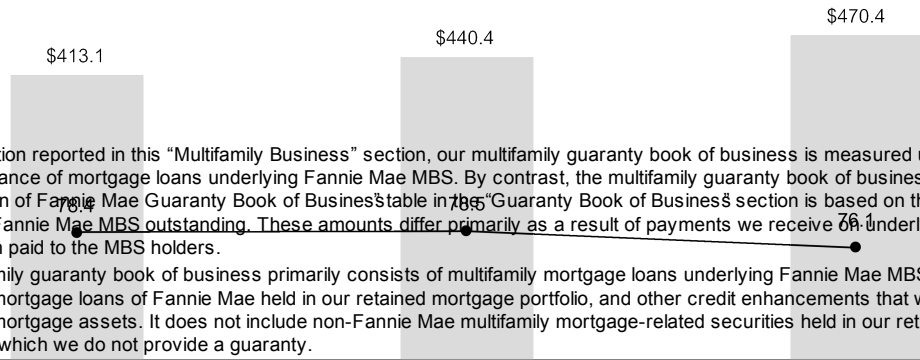 $470.4
$440.4
$413.1
tion reported in this “Multifamily Business” section, our multifamily guaranty book of business is measured
ance of mortgage loans underlying Fannie Mae MBS. By contrast, the multifamily guaranty book of busines
n of Fannie Mae Guaranty Book of Business” table in the “Guaranty Book of Business” section is based on
78.4
76.1
Fannie Mae MBS outstanding. These amounts differ primarily as a result of payments we receive on underl
paid to the MBS holders.
mily guaranty book of business primarily consists of multifamily mortgage loans underlying Fannie Mae MBS
mortgage loans of Fannie Mae held in our retained mortgage portfolio, and other credit enhancements that
mortgage assets. It does not include non-Fannie Mae multifamily mortgage-related securities held in our ret
which we do not provide a guaranty.